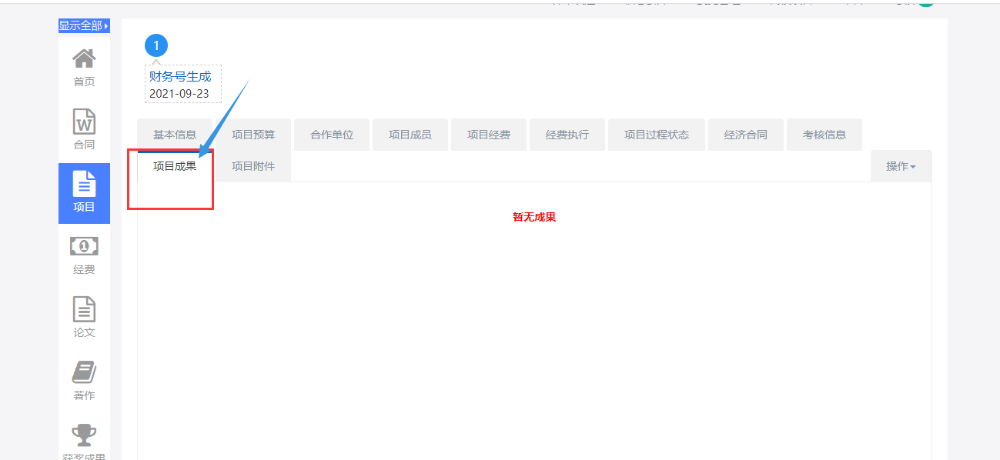 显示全部
首页
合同
项目
经费
论文
著作
获奖成果
1
财务号生成
2021-09-23
基本信息 项目预算 合作单位 项目成员 项目经费 经费执行 项目过程状态 经济合同 考核信息
项目成果 项目附件 操作
暂无成果